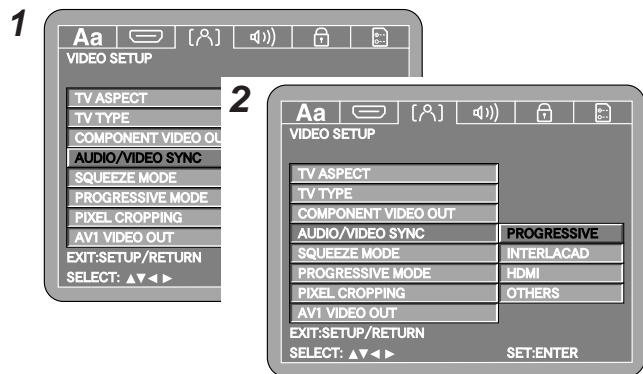 1
Aa
VIDEO SETUP
TV ASPECT
TV TYPE
COMPONENT VIDEO OU
AUDIO/VIDEO SYNC
SQUEEZE MODE
PROGRESSIVE MODE
PIXEL CROPPING
AV1 VIDEO OUT
EXIT:SETUP/RETURN
SELECT: ▲▼◄ ►
2
Aa
VIDEO SETUP
TV ASPECT
TV TYPE
COMPONENT VIDEO OUT
AUDIO/VIDEO SYNC PROGRESSIVE
SQUEEZE MODE INTERLACAD
PROGRESSIVE MODE HDMI
PIXEL CROPPING OTHERS
AV1 VIDEO OUT
EXIT:SETUP/RETURN
SELECT: ▲▼◄ ► SET:ENTER